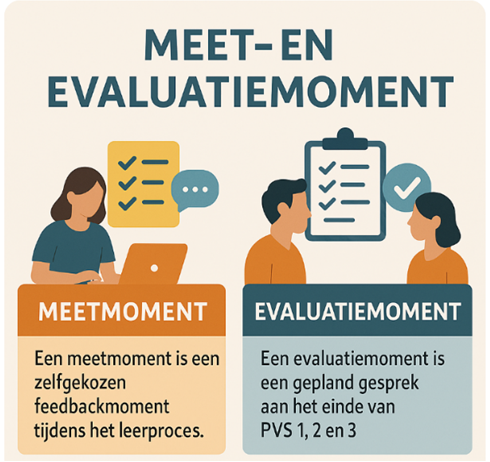 MEET- EN
EVALUATIEMOMENT
MEETMOMENT
Een meetmoment is een
zelfgekozen
feedbackmoment
tijdens het leerproces.
EVALUATIEMOMENT
Een evaluatiemoment is
een gepland gesprek
aan het einde van
PVS 1, 2 en 3